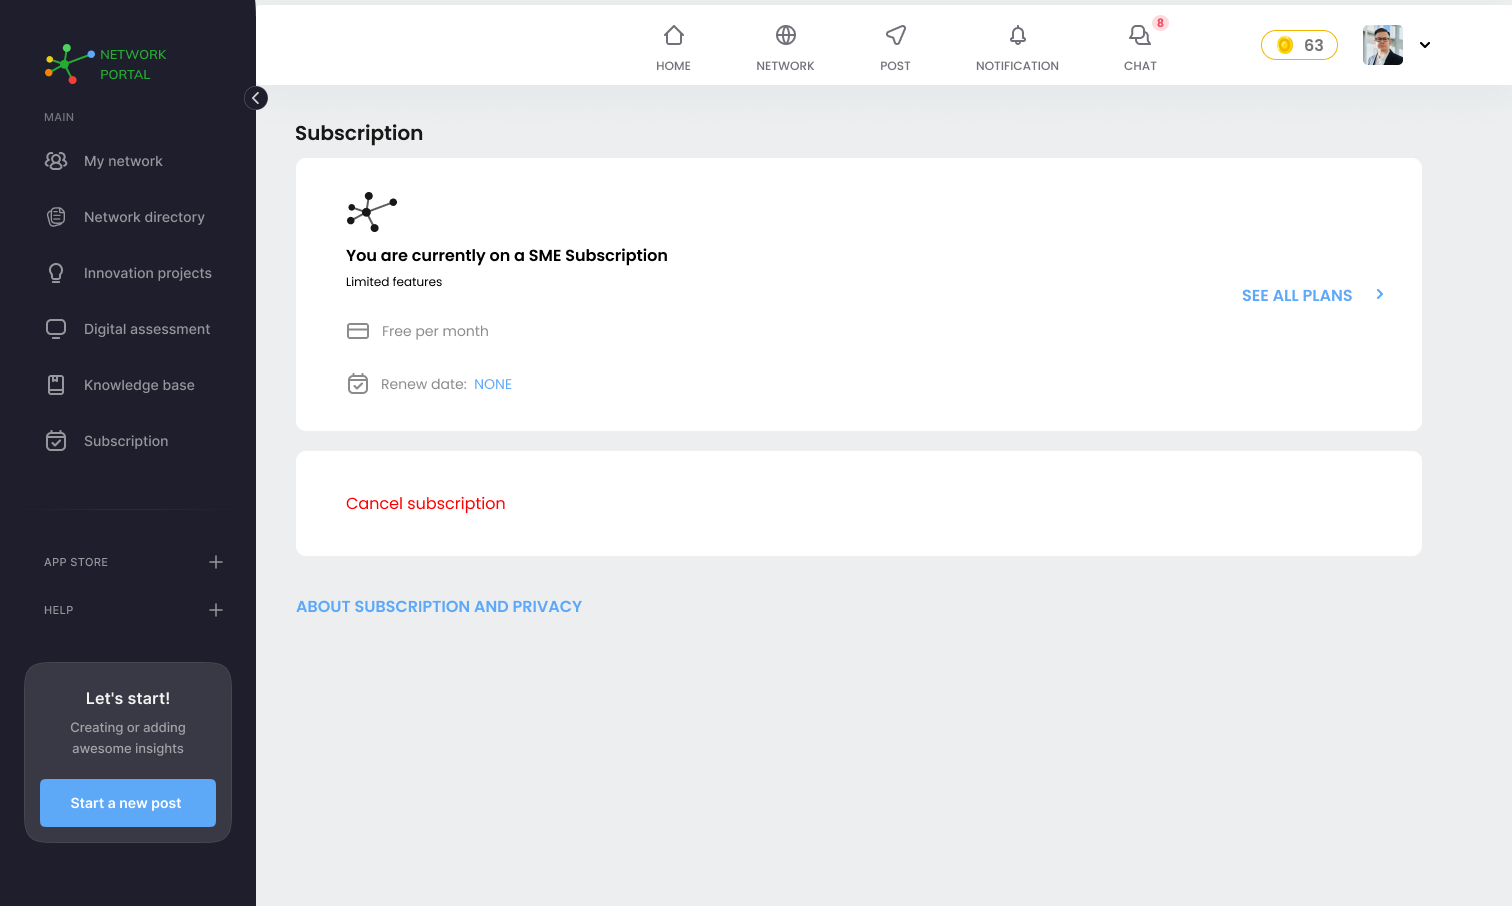 NETWORK
PORTAL
MAIN
My network
Network directory
Innovation projects
Digital assessment
Knowledge base
Subscription
APP STORE
HELP
Let's start!
Creating or adding
awesome insights
Start a new post
HOME
NETWORK
POST
NOTIFICATION
CHAT
8
63
Subscription
You are currently on a SME Subscription
Limited features
SEE ALL PLANS
Free per month
Renew date: NONE
Cancel subscription
ABOUT SUBSCRIPTION AND PRIVACY